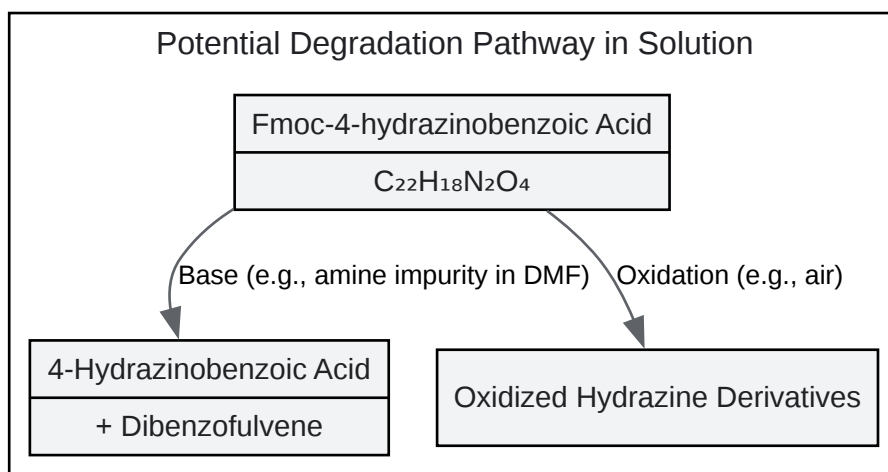 Potential Degradation Pathway in Solution
Fmoc-4-hydrazinobenzoic Acid
C₂₂H₁₈N₂O₄
Base (e.g., amine impurity in DMF)
Oxidation (e.g., air)
4-Hydrazinobenzoic Acid
+ Dibenzofulvene
Oxidized Hydrazine Derivatives